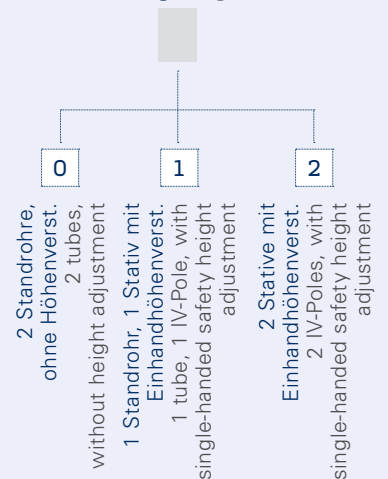 0
2 Standrohre,
ohne Höhenverst.
2 tubes,
without height adjustment
1
1 Standrohr, 1 Stativ mit
Einhandhöhenverst.
1 tube, 1 IV-Pole, with
single-handed safety height
adjustment
2
2 Stative mit
Einhandhöhenverst.
2 IV-Poles, with
single-handed safety height
adjustment